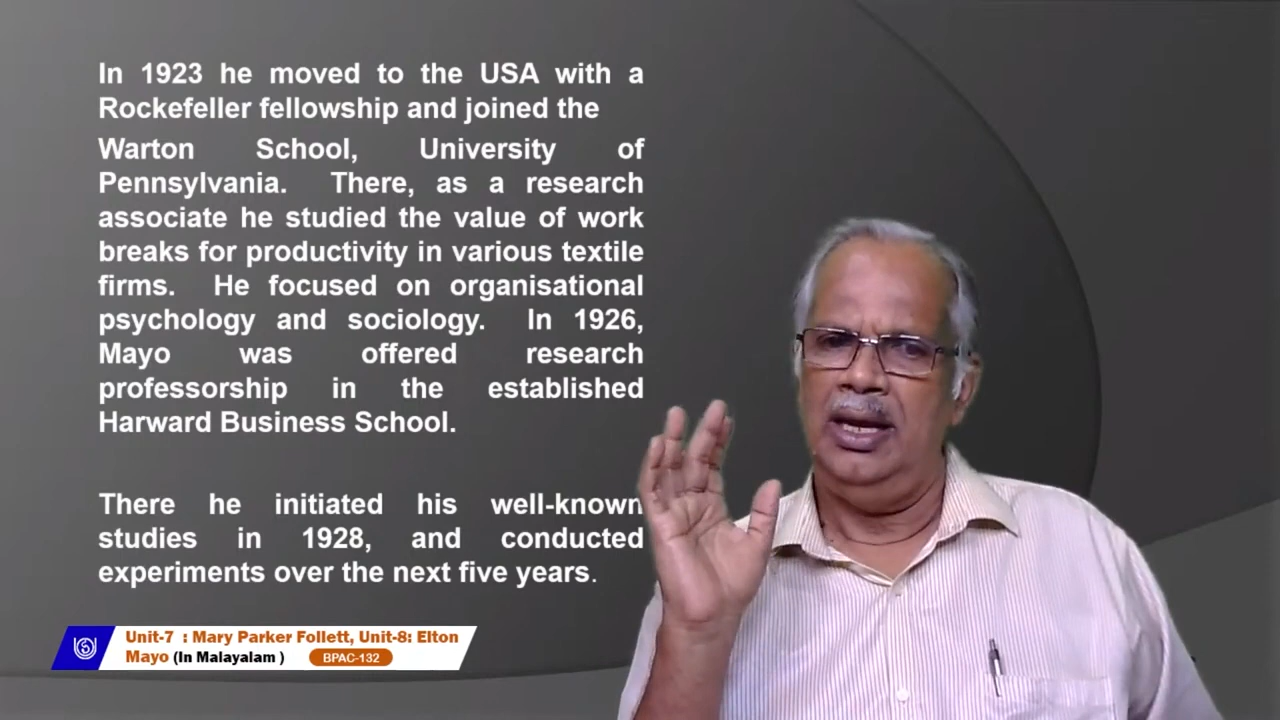 In 1923 he moved to the USA with a
Rockefeller fellowship and joined the
Warton School, University of
Pennsylvania. There, as a research
associate he studied the value of work
breaks for productivity in various textile
firms. He focused on organisational
psychology and sociology. In 1926,
Mayo was offered research
professorship in the established
Harward Business School.
There he initiated his well-known
studies in 1928, and conducted
experiments over the next five years.
Unit-7 : Mary Parker Follett, Unit-8: Elton
Mayo (In Malayalam ) BPAC-132